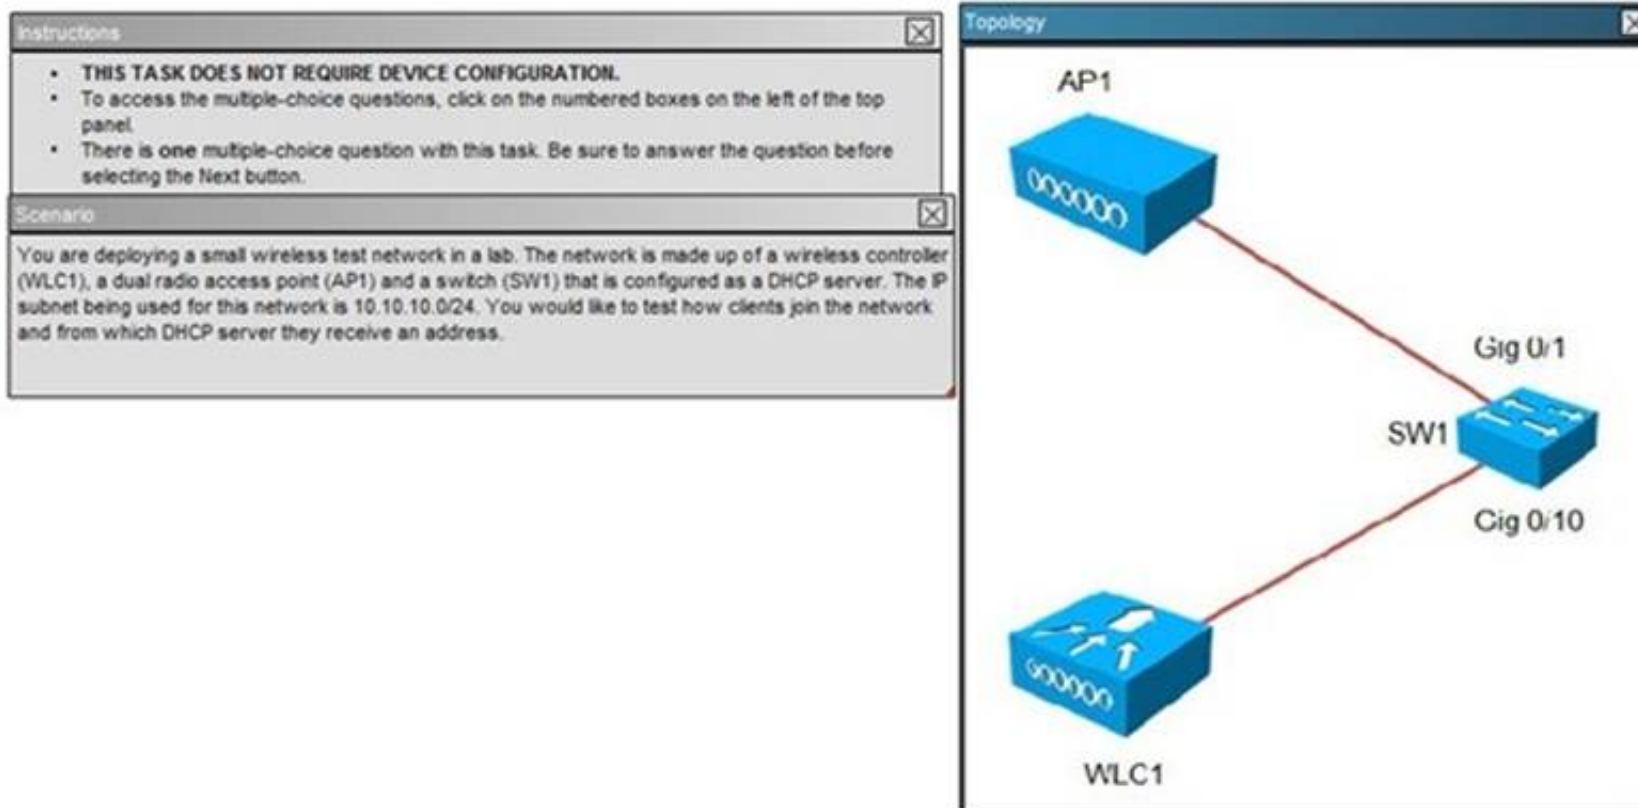 Instructions
• THIS TASK DOES NOT REQUIRE DEVICE CONFIGURATION.
• To access the multiple-choice questions, click on the numbered boxes on the left of the top
panel.
• There is one multiple-choice question with this task. Be sure to answer the question before
selecting the Next button.
Scenario
You are deploying a small wireless test network in a lab. The network is made up of a wireless controller
(WLC1), a dual radio access point (AP1) and a switch (SW1) that is configured as a DHCP server. The IP
subnet being used for this network is 10.10.10.0/24. You would like to test how clients join the network
and from which DHCP server they receive an address.
Topology
AP1
Gig 0/1
SW1
Gig 0/10
WLC1